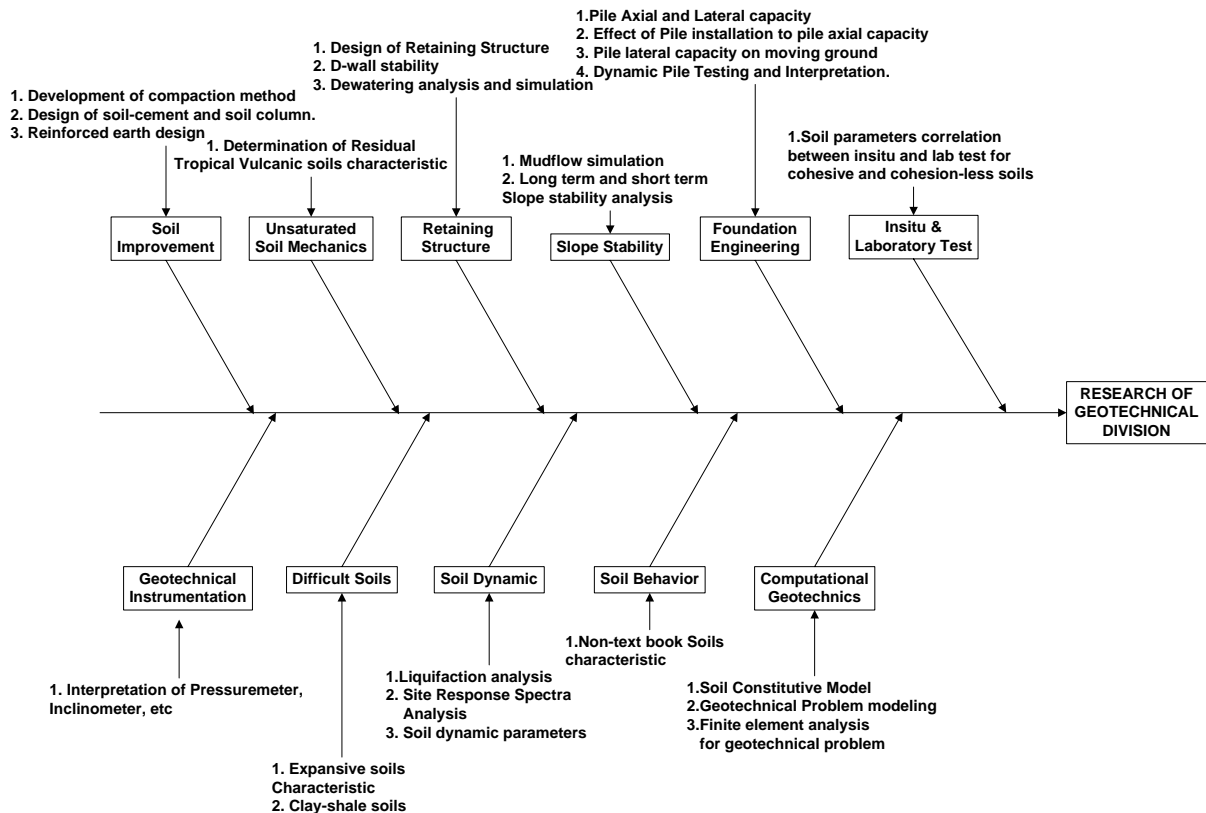 1. Development of compaction method
2. Design of soil-cement and soil column.
3. Reinforced earth design
Soil
Improvement
1. Determination of Residual
Tropical Vulcanic soils characteristic
Unsaturated
Soil Mechanics
1. Design of Retaining Structure
2. D-wall stability
3. Dewatering analysis and simulation
Retaining
Structure
1. Mudflow simulation
2. Long term and short term
Slope stability analysis
Slope Stability
1.Pile Axial and Lateral capacity
2. Effect of Pile installation to pile axial capacity
3. Pile lateral capacity on moving ground
4. Dynamic Pile Testing and Interpretation.
Foundation
Engineering
1.Soil parameters correlation
between insitu and lab test for
cohesive and cohesion-less soils
Insitu &
Laboratory Test
RESEARCH OF
GEOTECHNICAL
DIVISION
Geotechnical
Instrumentation
1. Interpretation of Pressuremeter,
Inclinometer, etc
Difficult Soils
1. Expansive soils
Characteristic
2. Clay-shale soils
Soil Dynamic
1.Liquifaction analysis
2. Site Response Spectra
Analysis
3. Soil dynamic parameters
Soil Behavior
1.Non-text book Soils
characteristic
Computational
Geotechnics
1.Soil Constitutive Model
2.Geotechnical Problem modeling
3.Finite element analysis
for geotechnical problem